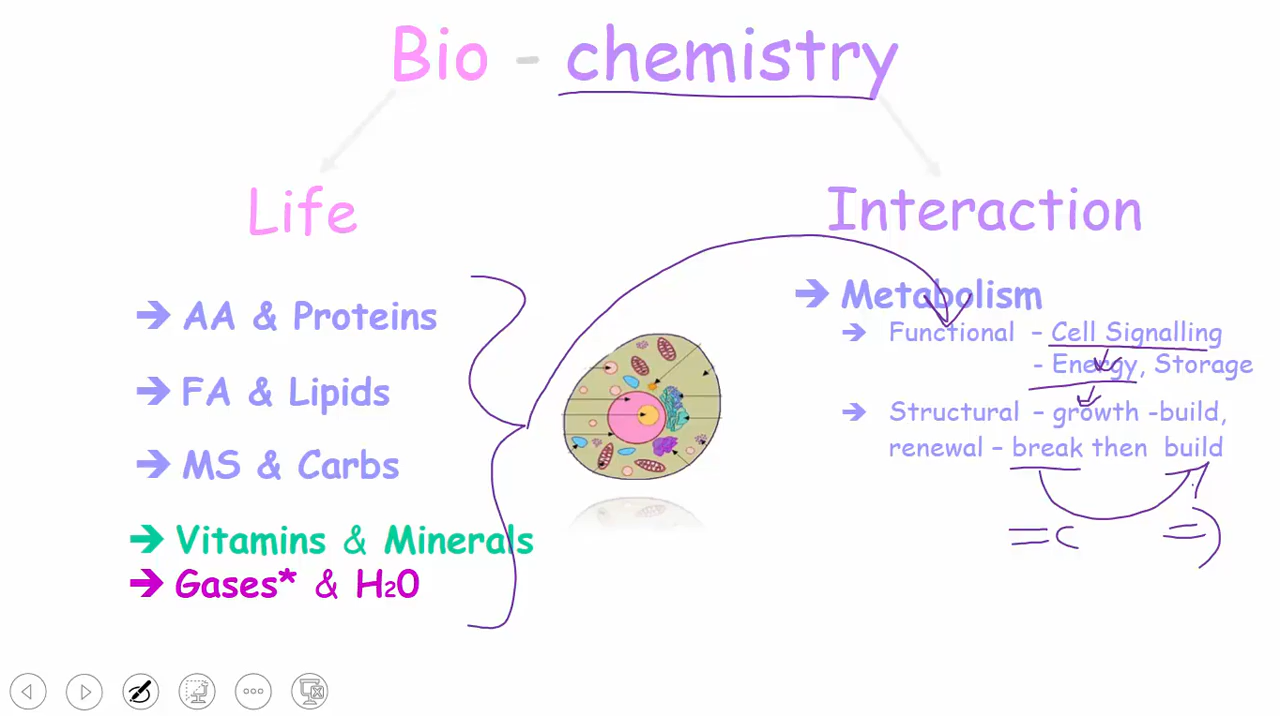 Bio - chemistry
Life
Interaction
➔ AA & Proteins
➔ FA & Lipids
➔ MS & Carbs
➔ Vitamins & Minerals
➔ Gases* & H₂0
➔ Metabolism
➔ Functional – Cell Signalling
- Energy, Storage
➔ Structural – growth -build,
renewal – break then build
=( =)